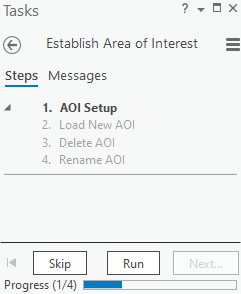 Tasks
?
Establish Area of Interest
Steps Messages
1. AOI Setup
2. Load New AOI
3. Delete AOI
4. Rename AOI
Skip Run Next...
Progress (1/4)